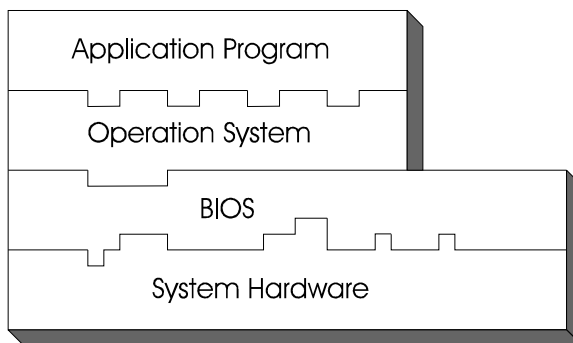 Application Program
Operation System
BIOS
System Hardware